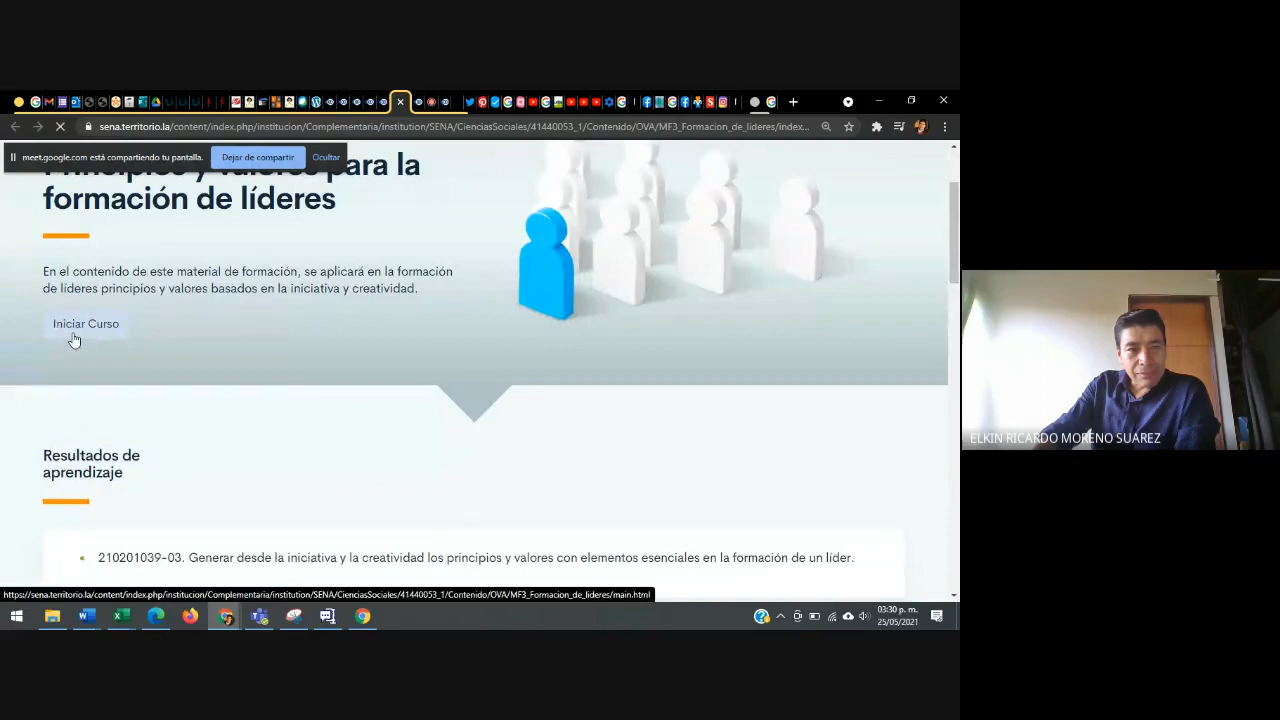 sena.territorio.la/content/index.php/institucion/Complementaria/institution/SENA/CienciasSociales/41440053_1/Contenido/OVA/MF3_Formacion_de_lideres/index...
meet.google.com está compartiendo tu pantalla.
Dejar de compartir
Ocultar
Principios y valores para la
formación de líderes
En el contenido de este material de formación, se aplicará en la formación
de líderes principios y valores basados en la iniciativa y creatividad.
Iniciar Curso
ELKIN RICARDO MORENO SUAREZ
Resultados de
aprendizaje
210201039-03. Generar desde la iniciativa y la creatividad los principios y valores con elementos esenciales en la formación de un líder.
https://sena.territorio.la/content/index.php/institucion/Complementaria/institution/SENA/CienciasSociales/41440053_1/Contenido/OVA/MF3_Formacion_de_lideres/main.html
03:30 p. m.
25/05/2021